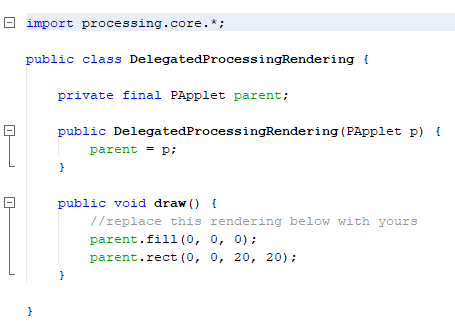 import processing.core.*;
public class DelegatedProcessingRendering {
private final PApplet parent;
public DelegatedProcessingRendering(PApplet p) {
parent = p;
}
public void draw() {
//replace this rendering below with yours
parent.fill(0, 0, 0);
parent.rect(0, 0, 20, 20);
}
}